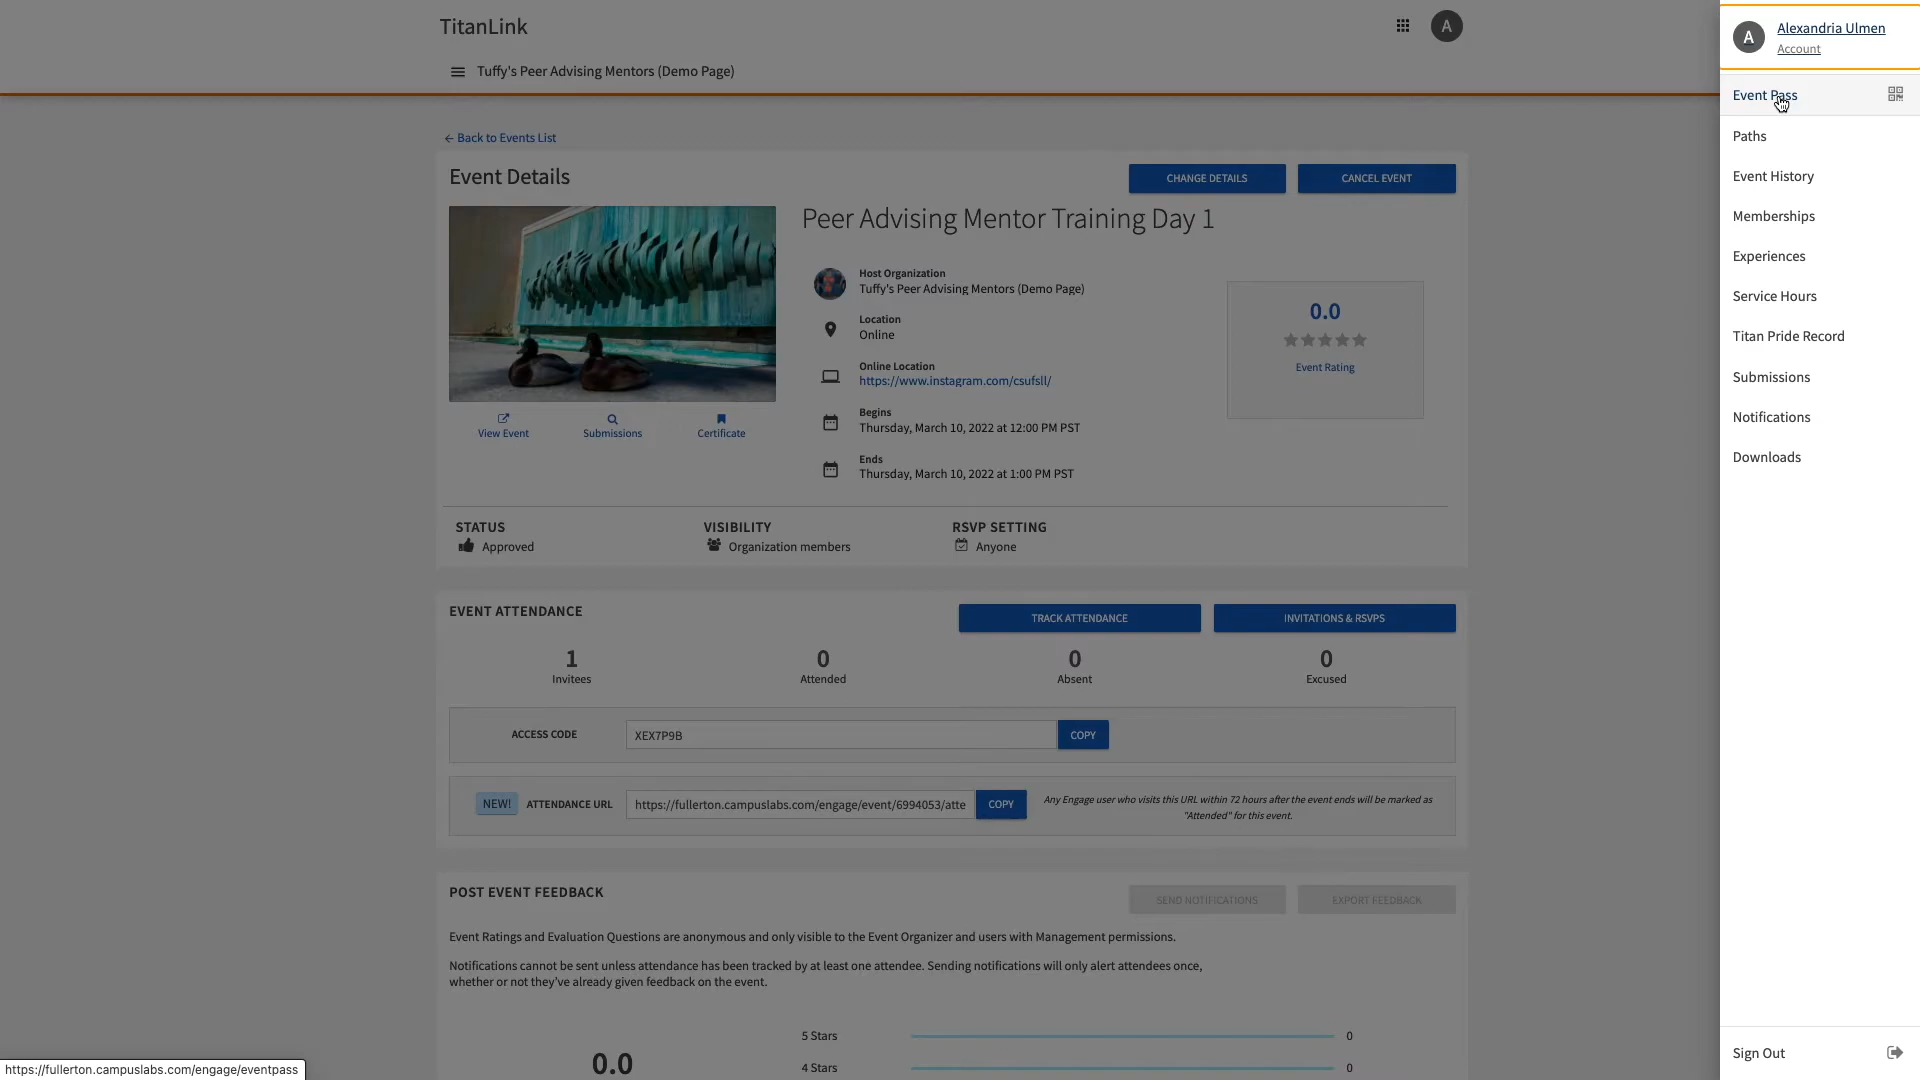 TitanLink
A
Tuffy's Peer Advising Mentors (Demo Page)
← Back to Events List
Event Details
CHANGE DETAILS
CANCEL EVENT
Peer Advising Mentor Training Day 1
Host Organization
Tuffy's Peer Advising Mentors (Demo Page)
Location
Online
Online Location
https://www.instagram.com/csufsll/
Begins
Thursday, March 10, 2022 at 12:00 PM PST
Ends
Thursday, March 10, 2022 at 1:00 PM PST
0.0
Event Rating
View Event
Submissions
Certificate
STATUS
Approved
VISIBILITY
Organization members
RSVP SETTING
Anyone
EVENT ATTENDANCE
TRACK ATTENDANCE
INVITATIONS & RSVPS
1
Invitees
0
Attended
0
Absent
0
Excused
ACCESS CODE
XEX7P9B
COPY
NEW!
ATTENDANCE URL
https://fullerton.campuslabs.com/engage/event/6994053/atte
COPY
Any Engage user who visits this URL within 72 hours after the event ends will be marked as
"Attended" for this event.
POST EVENT FEEDBACK
SEND NOTIFICATIONS
EXPORT FEEDBACK
Event Ratings and Evaluation Questions are anonymous and only visible to the Event Organizer and users with Management permissions.
Notifications cannot be sent unless attendance has been tracked by at least one attendee. Sending notifications will only alert attendees once,
whether or not they've already given feedback on the event.
0.0
5 Stars
0
4 Stars
0
A
Alexandria Ulmen
Account
Event Pass
Paths
Event History
Memberships
Experiences
Service Hours
Titan Pride Record
Submissions
Notifications
Downloads
Sign Out
https://fullerton.campuslabs.com/engage/eventpass